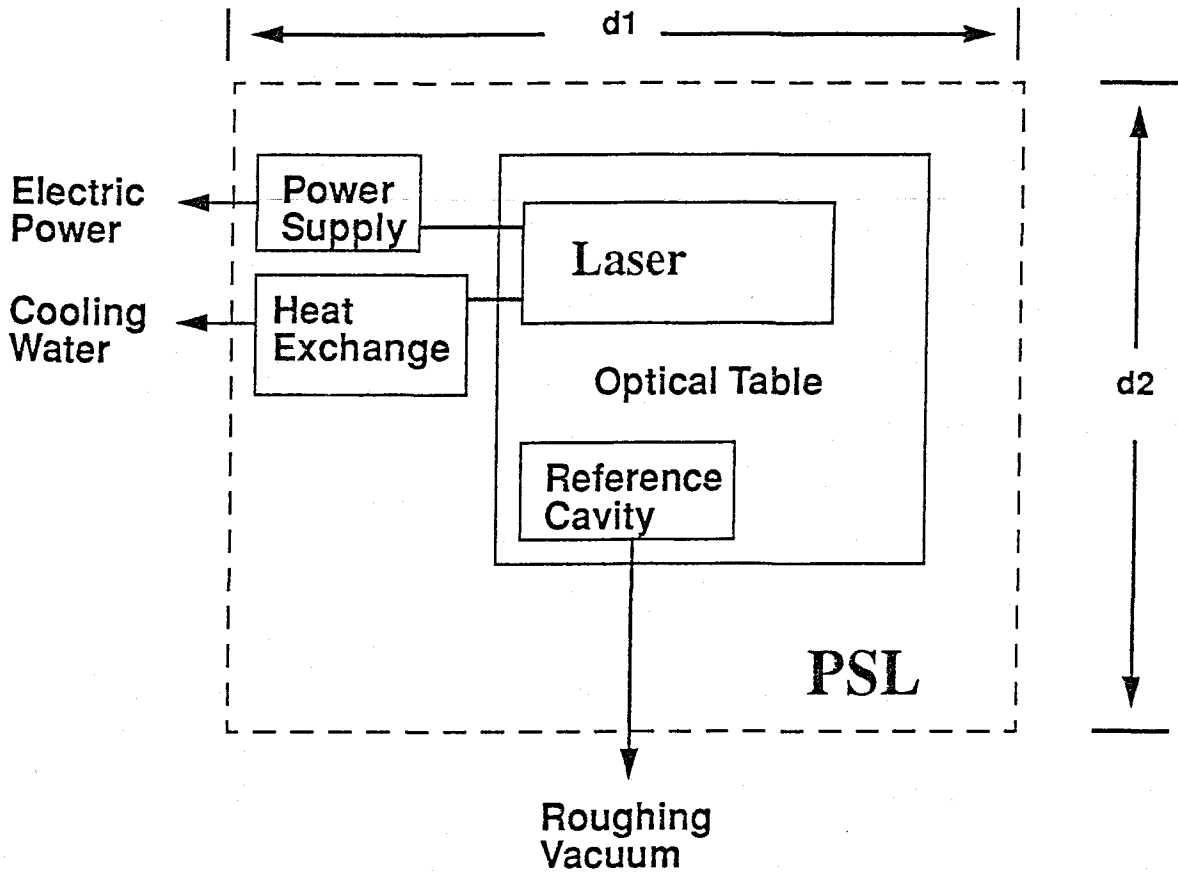 d1
Electric
Power
Power
Supply
Laser
Cooling
Water
Heat
Exchange
Optical Table
d2
Reference
Cavity
PSL
Roughing
Vacuum